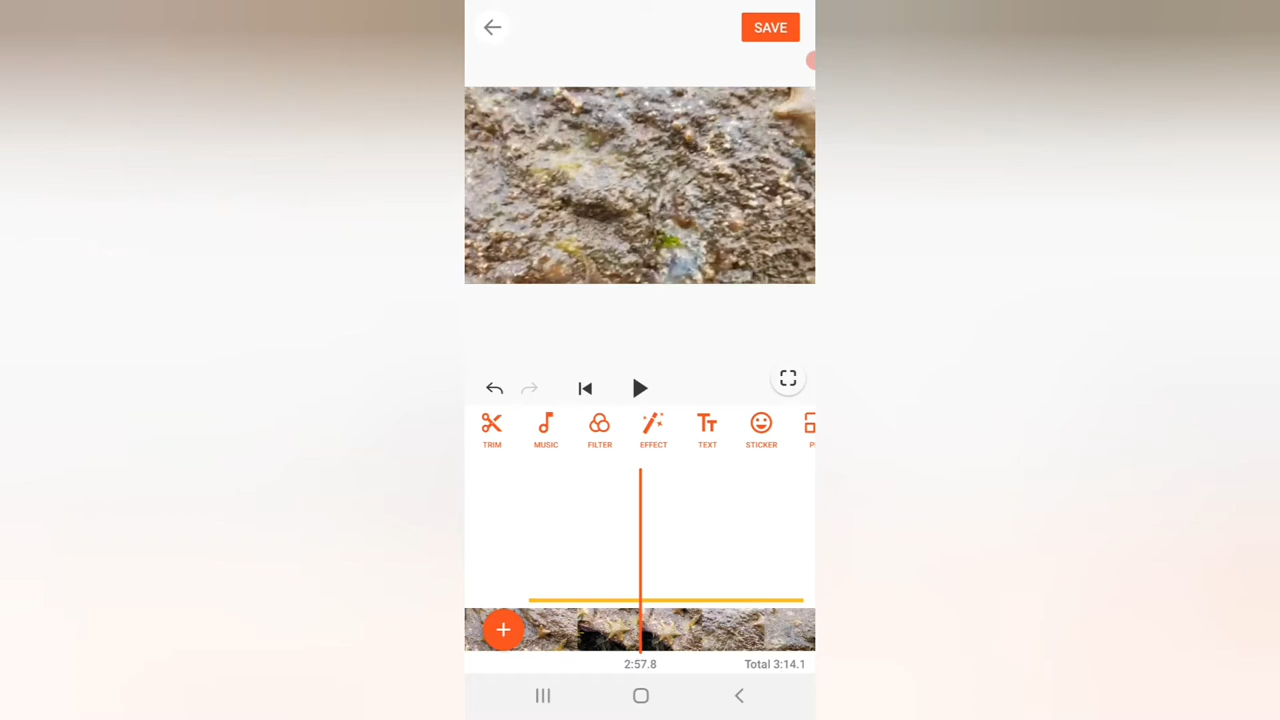 SAVE
TRIM
MUSIC
FILTER
EFFECT
TEXT
STICKER
2:57.8
Total 3:14.1